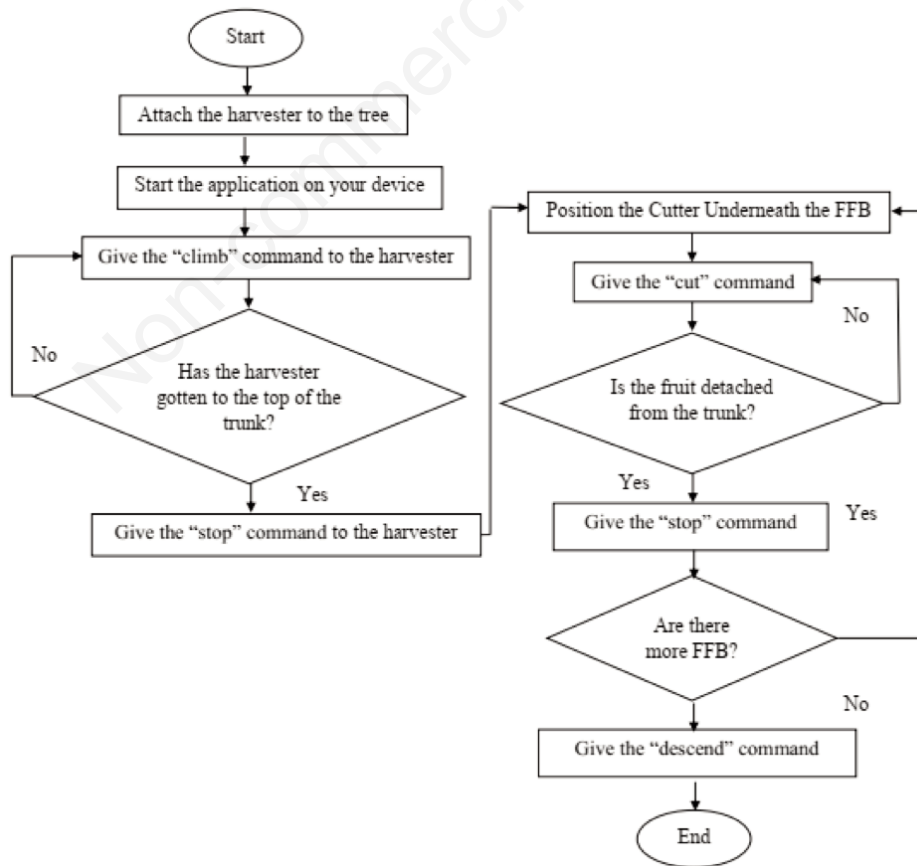 Start
Attach the harvester to the tree
Start the application on your device
Give the “climb” command to the harvester
No
Has the harvester
gotten to the top of the
trunk?
Yes
Give the “stop” command to the harvester
Position the Cutter Underneath the FFB
Give the “cut” command
No
Is the fruit detached
from the trunk?
Yes
Give the “stop” command
Yes
Are there
more FFB?
No
Give the “descend” command
End